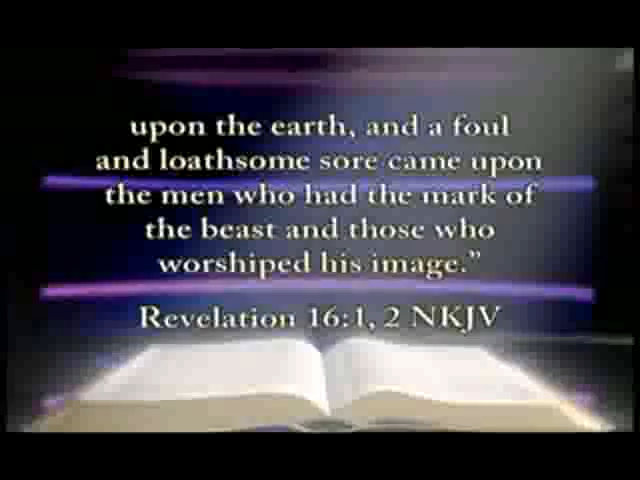 upon the earth, and a foul
and loathsome sore came upon
the men who had the mark of
the beast and those who
worshiped his image."
Revelation 16:1, 2 NKJV